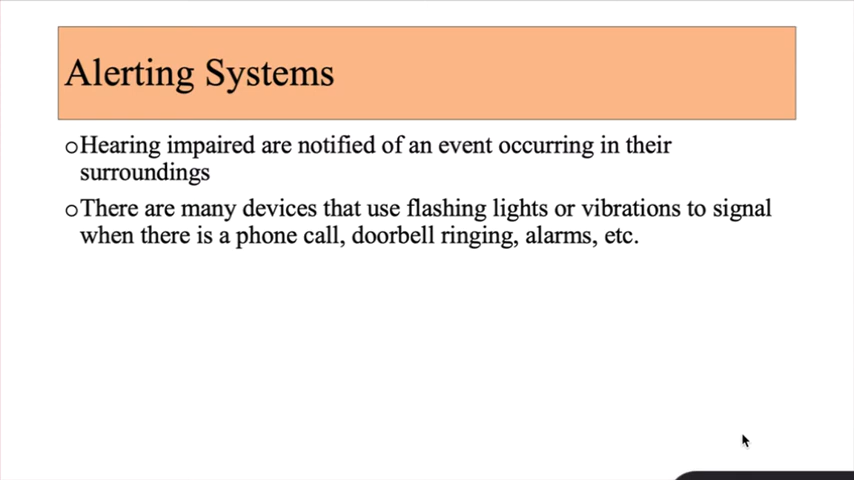 Alerting Systems
oHearing impaired are notified of an event occurring in their
surroundings
oThere are many devices that use flashing lights or vibrations to signal
when there is a phone call, doorbell ringing, alarms, etc.